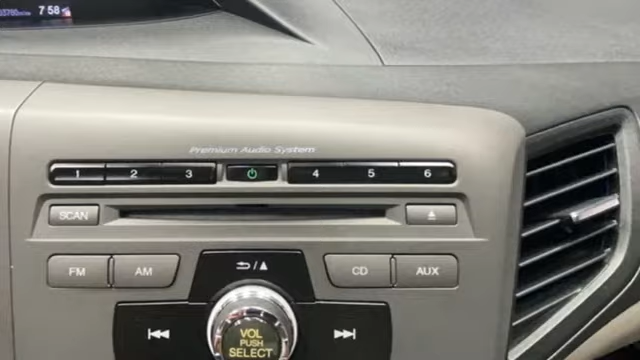 7 58
Premium Audio System
1 2 3 4 5 6
SCAN
FM AM CD AUX
VOL
PUSH
SELECT